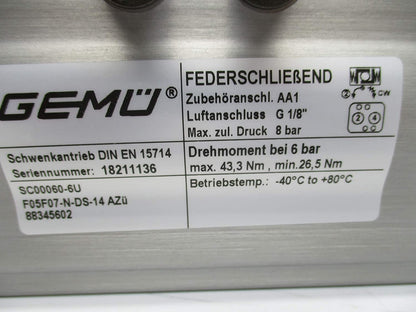 GEMÜ®
Schwenkantrieb DIN EN 15714
Seriennummer: 18211136
SC00060-6U
F05F07-N-DS-14 AZü
88345602
FEDERSCHLIEßEND
Zubehöranschl. AA1
Luftanschluss G 1/8"
Max. zul. Druck 8 bar
Drehmoment bei 6 bar
max. 43,3 Nm , min.26,5 Nm
Betriebstemp.: -40°C to +80°C
2 CW
2 4